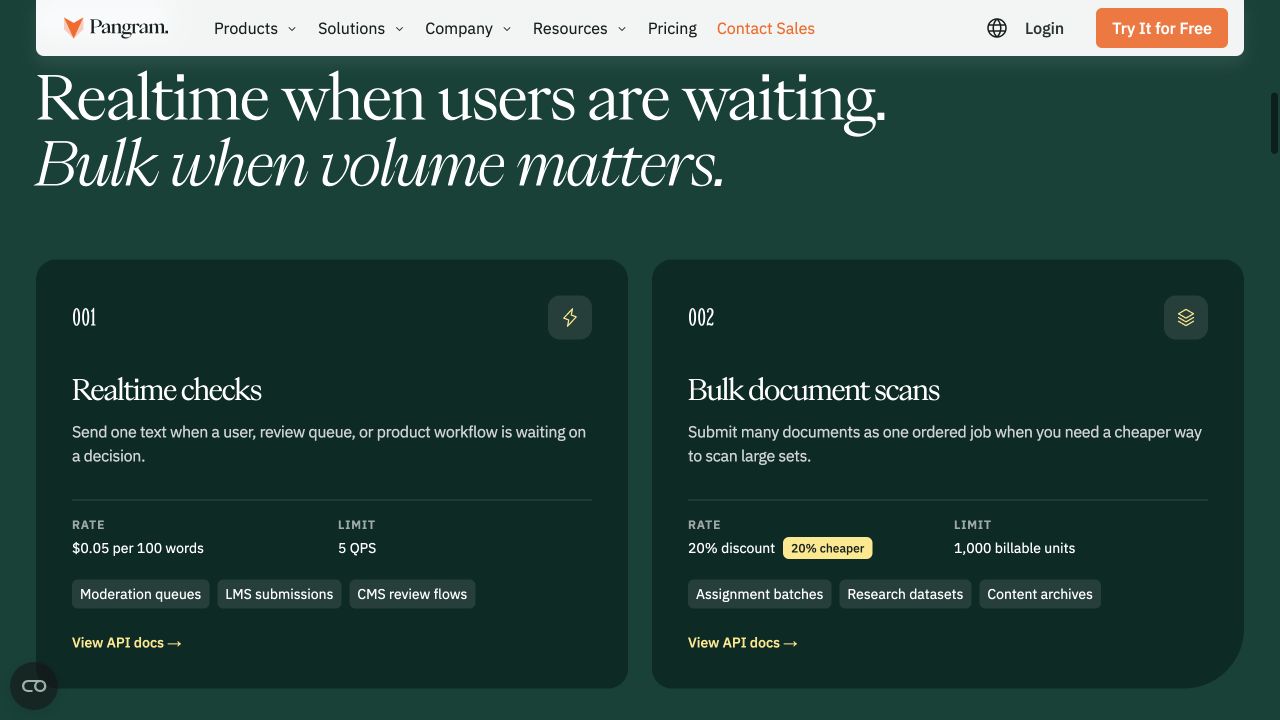 Pangram.
Products
Solutions
Company
Resources
Pricing
Contact Sales
Login
Try It for Free
Realtime when users are waiting.
Bulk when volume matters.
001
Realtime checks
Send one text when a user, review queue, or product workflow is waiting on
a decision.
RATE
$0.05 per 100 words
LIMIT
5 QPS
Moderation queues
LMS submissions
CMS review flows
View API docs →
002
Bulk document scans
Submit many documents as one ordered job when you need a cheaper way
to scan large sets.
RATE
20% discount
20% cheaper
LIMIT
1,000 billable units
Assignment batches
Research datasets
Content archives
View API docs →